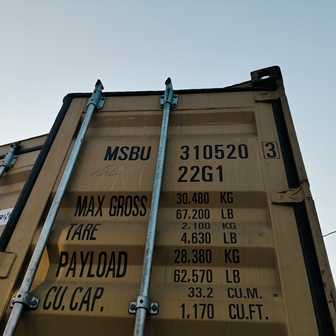 MSBU 310520 3
22G1
MAX GROSS 30.480 KG
67.200 LB
TARE 2.100 KG
4.630 LB
PAYLOAD 28.380 KG
62.570 LB
CU.CAP. 33.2 CU.M.
1.170 CU.FT.